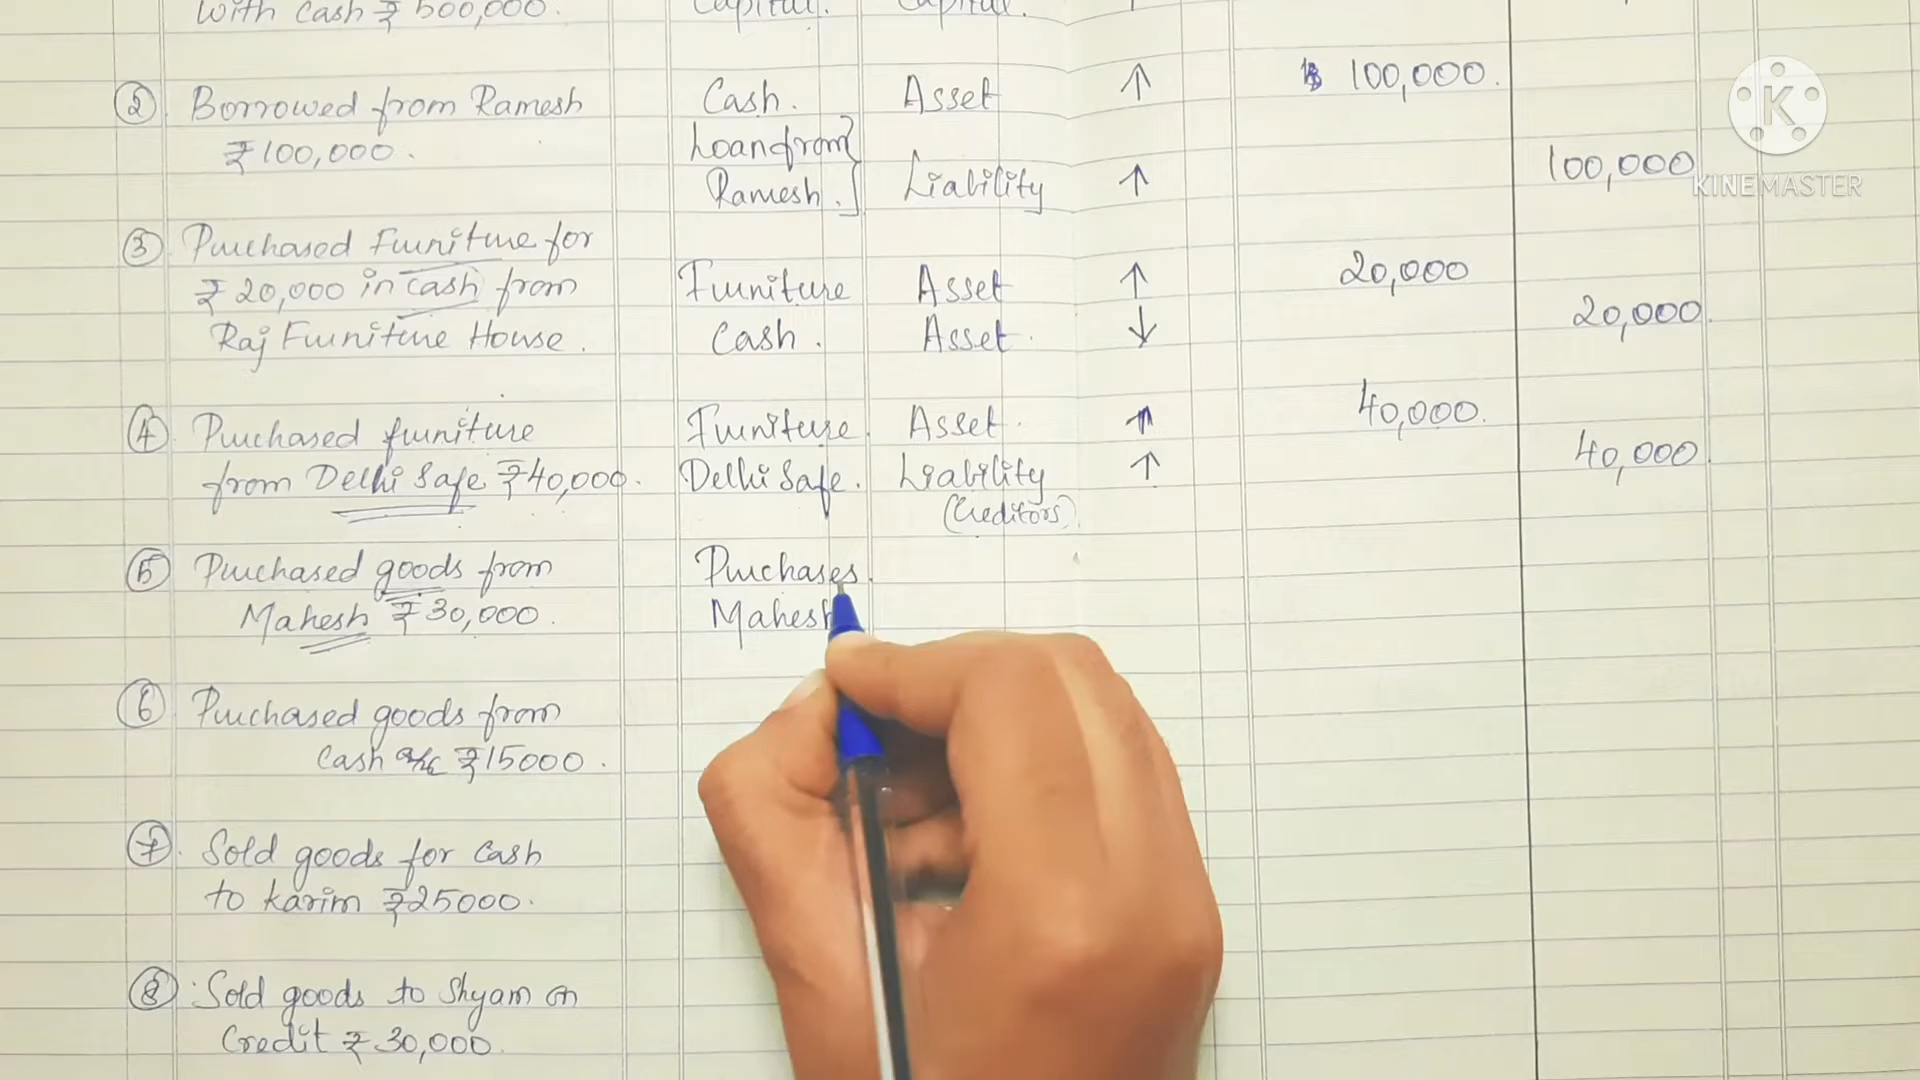 with cash ₹ 500,000.
Capital. Capital.
② Borrowed from Ramesh Cash. Asset ↑ 100,000.
₹ 100,000. Loan from
Ramesh. Liability ↑ 100,000
③ Purchased Furniture for
₹ 20,000 in cash from Furniture Asset ↑ 20,000
Raj Furniture House. Cash. Asset. ↓ 20,000.
④ Purchased furniture Furniture. Asset. ↑ 40,000.
from Delhi Safe ₹40,000. Delhi Safe. Liability ↑ 40,000
(Creditors)
⑤ Purchased goods from Purchases.
Mahesh ₹ 30,000. Mahesh
⑥ Purchased goods from
Cash ₹15000.
⑦. Sold goods for cash
to Karim ₹25000.
⑧. Sold goods to Shyam on
Credit ₹ 30,000.
K
KINEMASTER